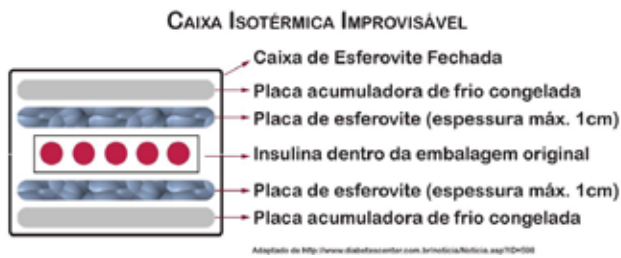 CAIXA ISOTÉRMICA IMPROVISÁVEL
Caixa de Esferovite Fechada
Placa acumuladora de frio congelada
Placa de esferovite (espessura máx. 1cm)
Insulina dentro da embalagem original
Placa de esferovite (espessura máx. 1cm)
Placa acumuladora de frio congelada
Adaptado de http://www.diabetescenter.com.br/noticia/Noticia.asp?ID=598